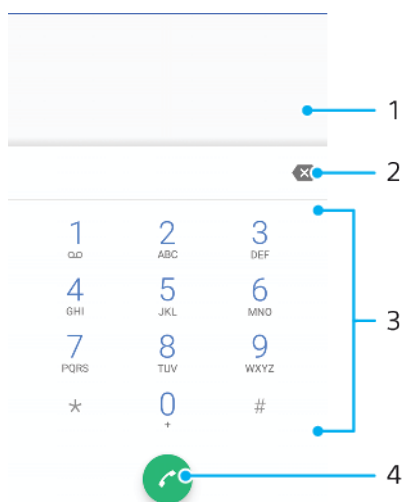 1
2
1 2 3
ABC DEF
4 5 6
GHI JKL MNO
3
7 8 9
PQRS TUV WXYZ
* 0 #
+
4